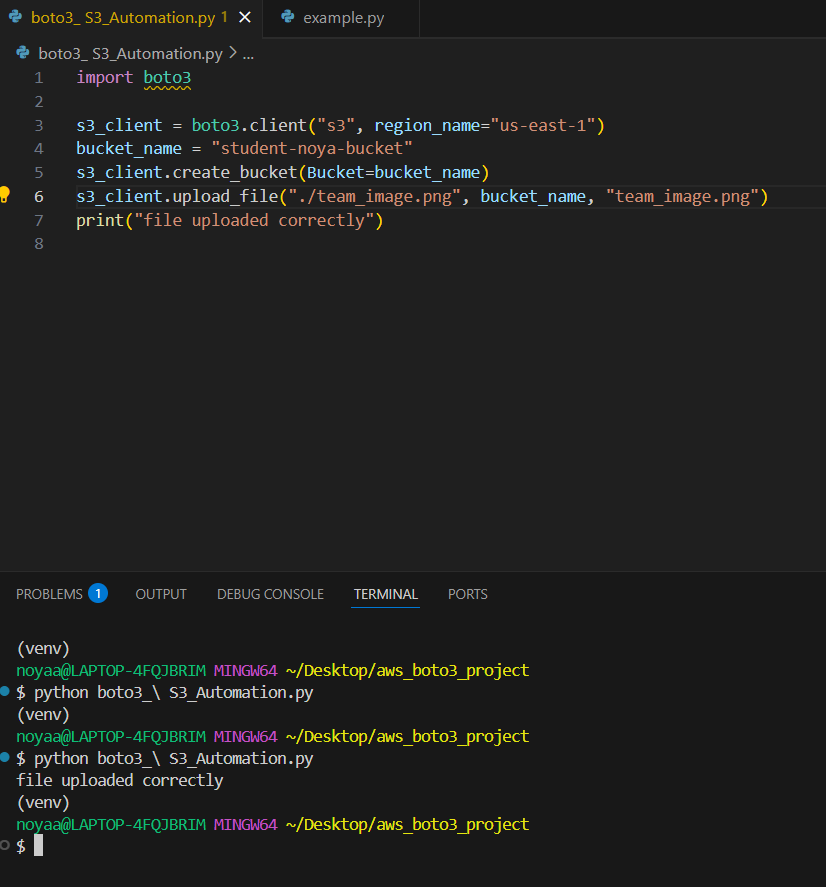 boto3_ S3_Automation.py 1 × example.py
boto3_ S3_Automation.py > ...
1 import boto3
2
3 s3_client = boto3.client("s3", region_name="us-east-1")
4 bucket_name = "student-noya-bucket"
5 s3_client.create_bucket(Bucket=bucket_name)
6 s3_client.upload_file("./team_image.png", bucket_name, "team_image.png")
7 print("file uploaded correctly")
8
PROBLEMS 1 OUTPUT DEBUG CONSOLE TERMINAL PORTS
(venv)
noyaa@LAPTOP-4FQJBRIM MINGW64 ~/Desktop/aws_boto3_project
$ python boto3_\ S3_Automation.py
(venv)
noyaa@LAPTOP-4FQJBRIM MINGW64 ~/Desktop/aws_boto3_project
$ python boto3_\ S3_Automation.py
file uploaded correctly
(venv)
noyaa@LAPTOP-4FQJBRIM MINGW64 ~/Desktop/aws_boto3_project
$